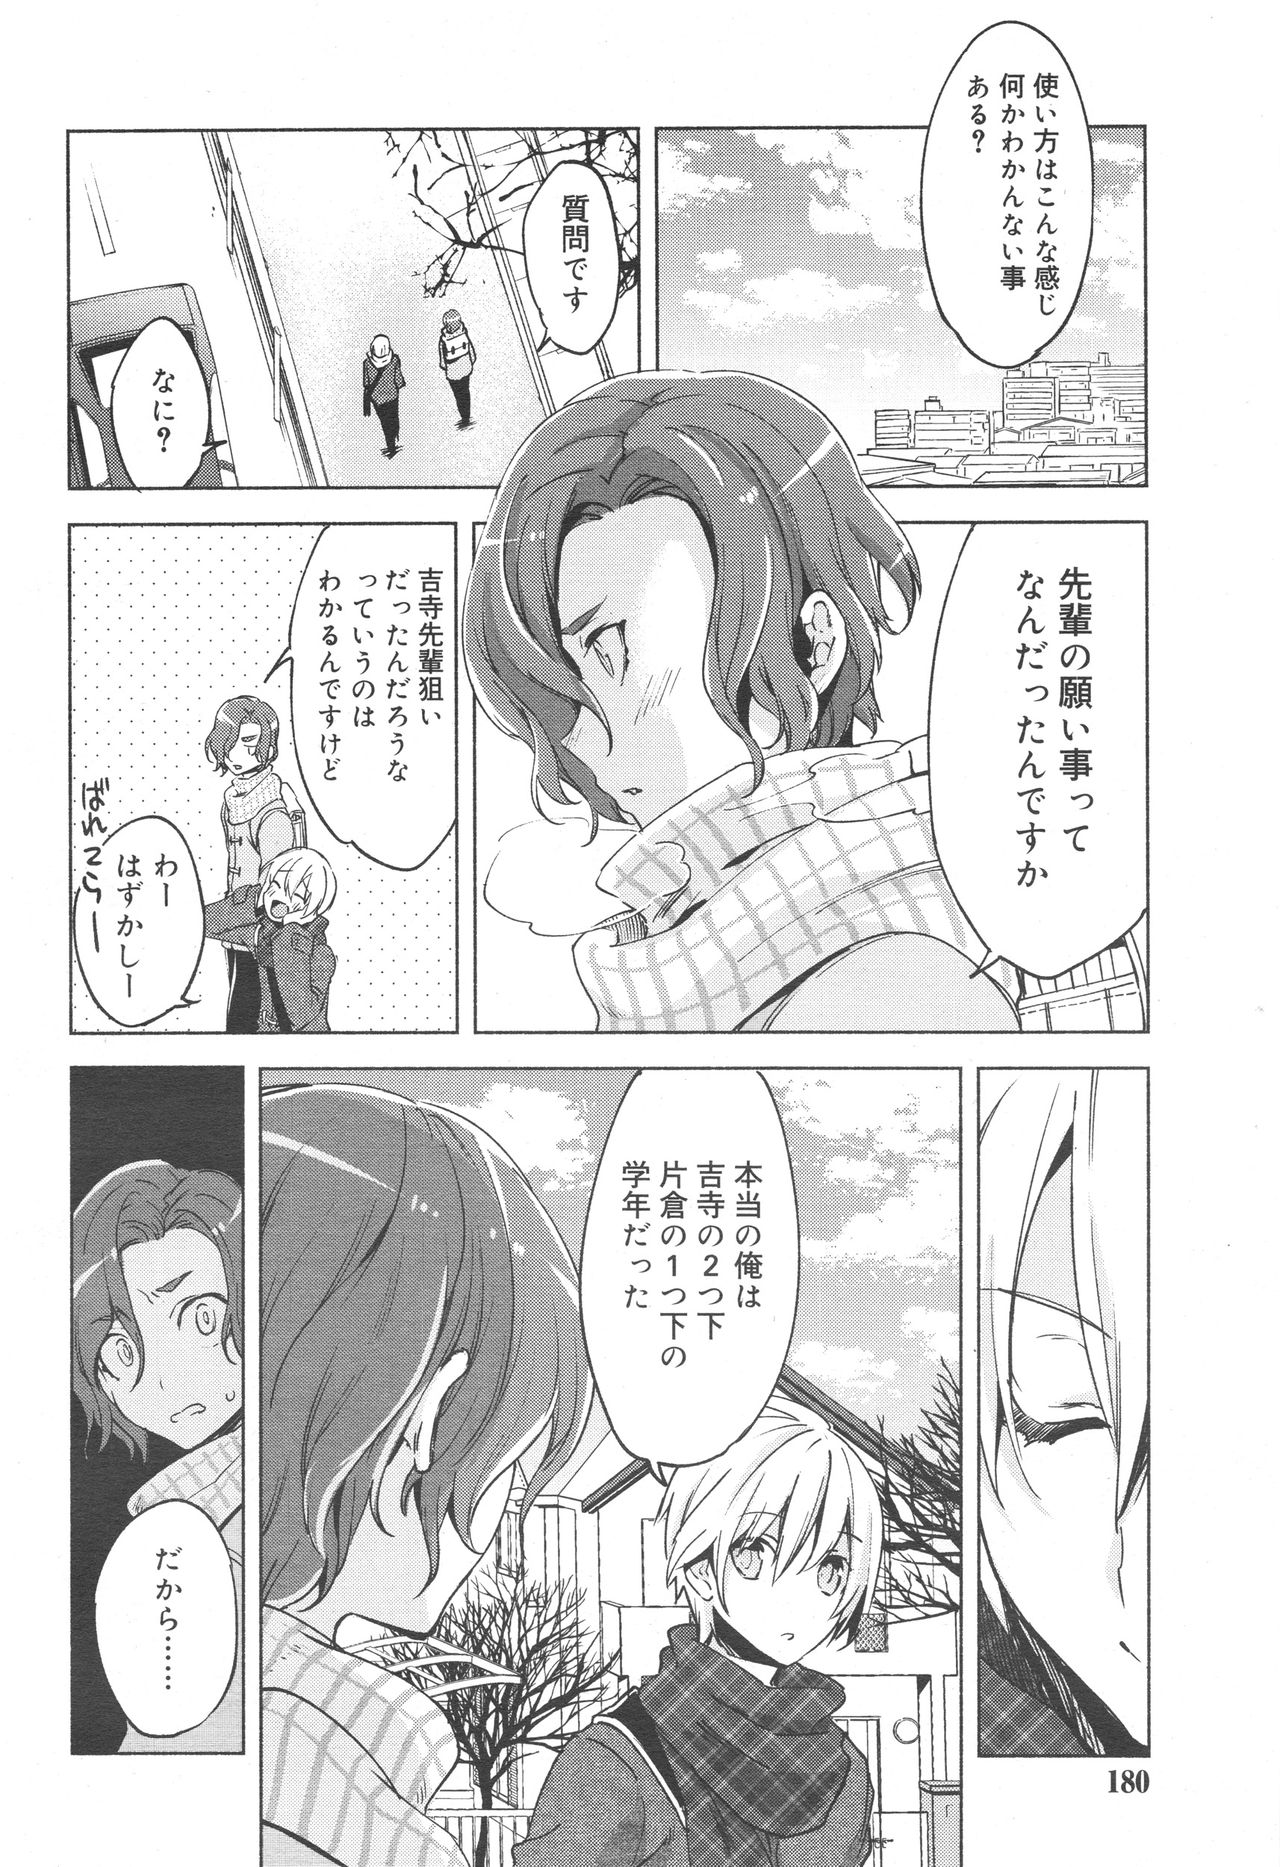 使い方はこんな感じ
何かわかんない事
ある?
質問です
なに?
先輩の願い事って
なんだったんですか
吉寺先輩狙い
だったんだろうな
っていうのは
わかるんですけど
ばれてらー
わー
はずかしー
本当の俺は
吉寺の2つ下
片倉の1つ下の
学年だった
だから……
180